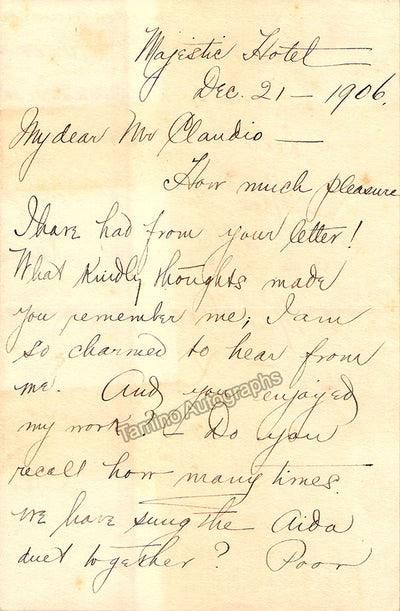 Majestic Hotel
Dec. 21 — 1906.
My dear Mr Claudio —
How much pleasure
I have had from your letter!
What kindly thoughts made
you remember me; I am
so charmed to hear from
me. And you enjoyed
my work? — Do you
recall how many times
we have sung the Aida
duet together? Poor
Tamino Autographs